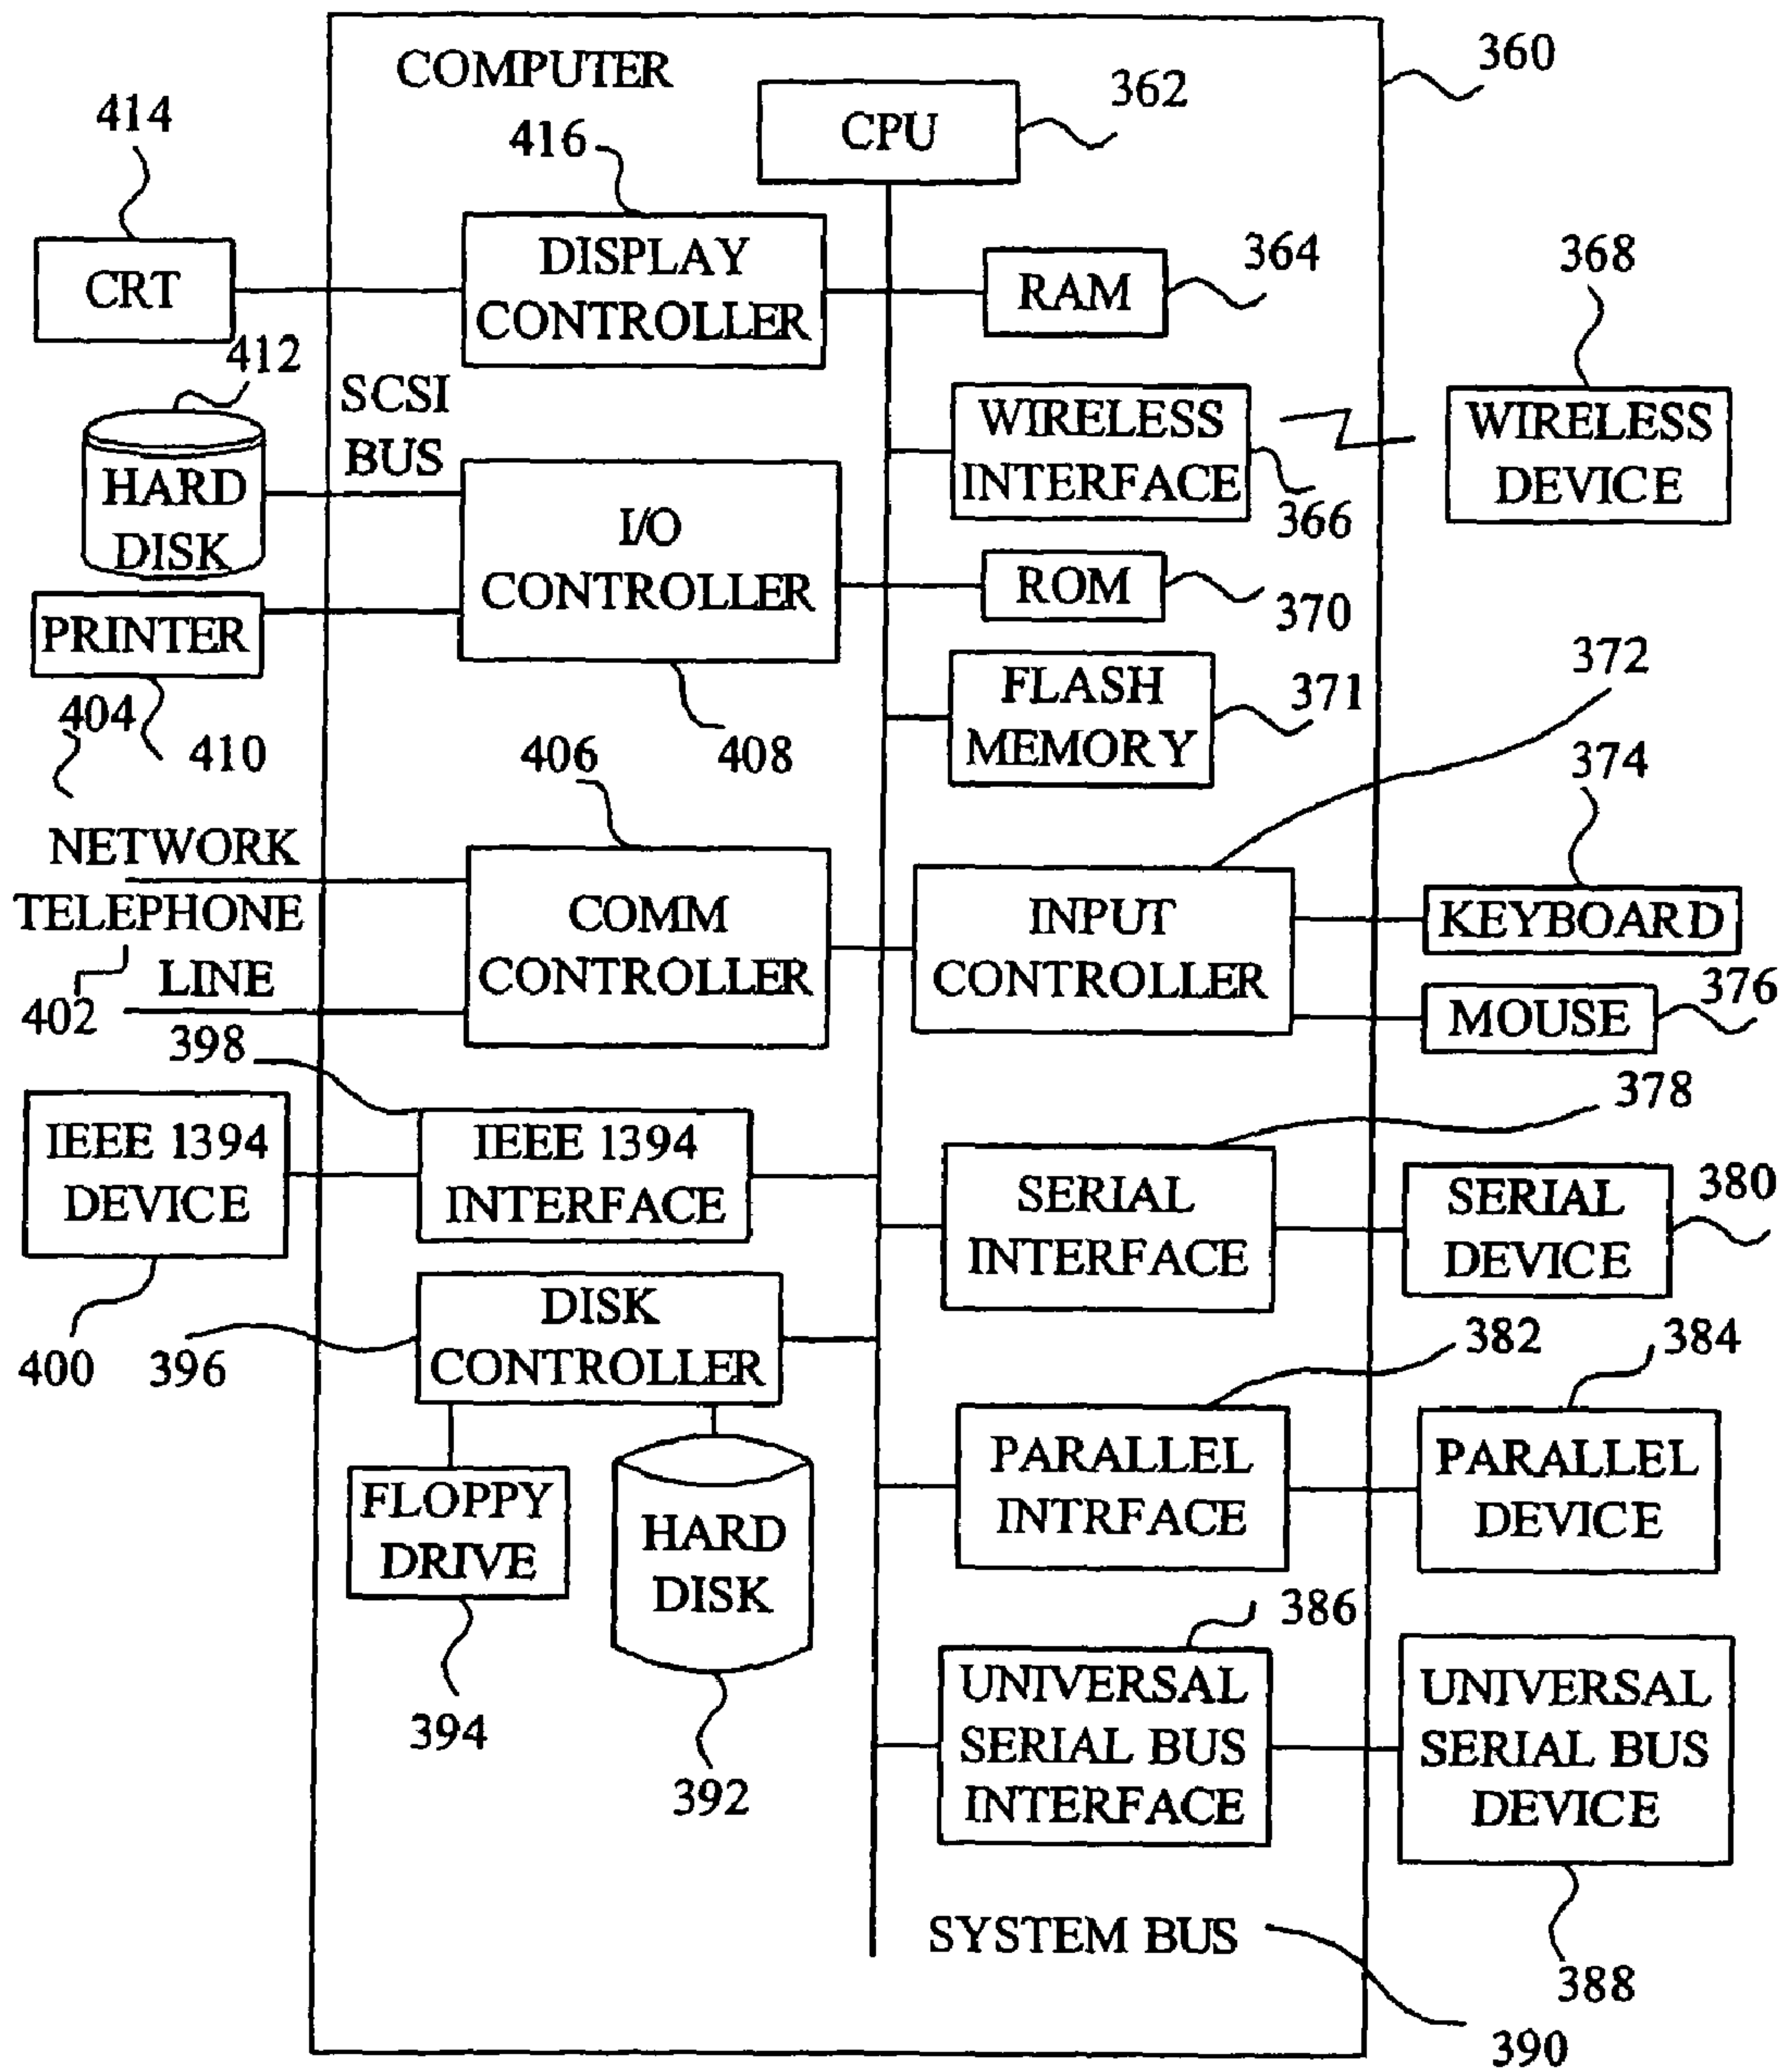 COMPUTER
360
362
CPU
414
416
CRT
DISPLAY
CONTROLLER
RAM
364
368
412
SCSI
BUS
HARD
DISK
I/O
CONTROLLER
WIRELESS
INTERFACE
366
WIRELESS
DEVICE
ROM
370
PRINTER
404
410
408
FLASH
MEMORY
371
372
406
374
NETWORK
TELEPHONE
LINE
402
COMM
CONTROLLER
INPUT
CONTROLLER
KEYBOARD
MOUSE
376
398
378
IEEE 1394
DEVICE
400
IEEE 1394
INTERFACE
SERIAL
INTERFACE
SERIAL
DEVICE
380
396
DISK
CONTROLLER
382
384
FLOPPY
DRIVE
394
HARD
DISK
392
PARALLEL
INTRFACE
PARALLEL
DEVICE
386
UNIVERSAL
SERIAL BUS
INTERFACE
UNIVERSAL
SERIAL BUS
DEVICE
388
SYSTEM BUS
390